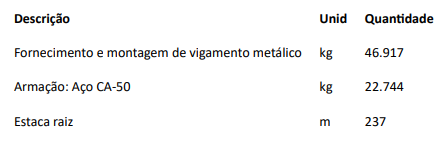 Descrição Unid Quantidade
Fornecimento e montagem de vigamento metálico kg 46.917
Armação: Aço CA-50 kg 22.744
Estaca raiz m 237